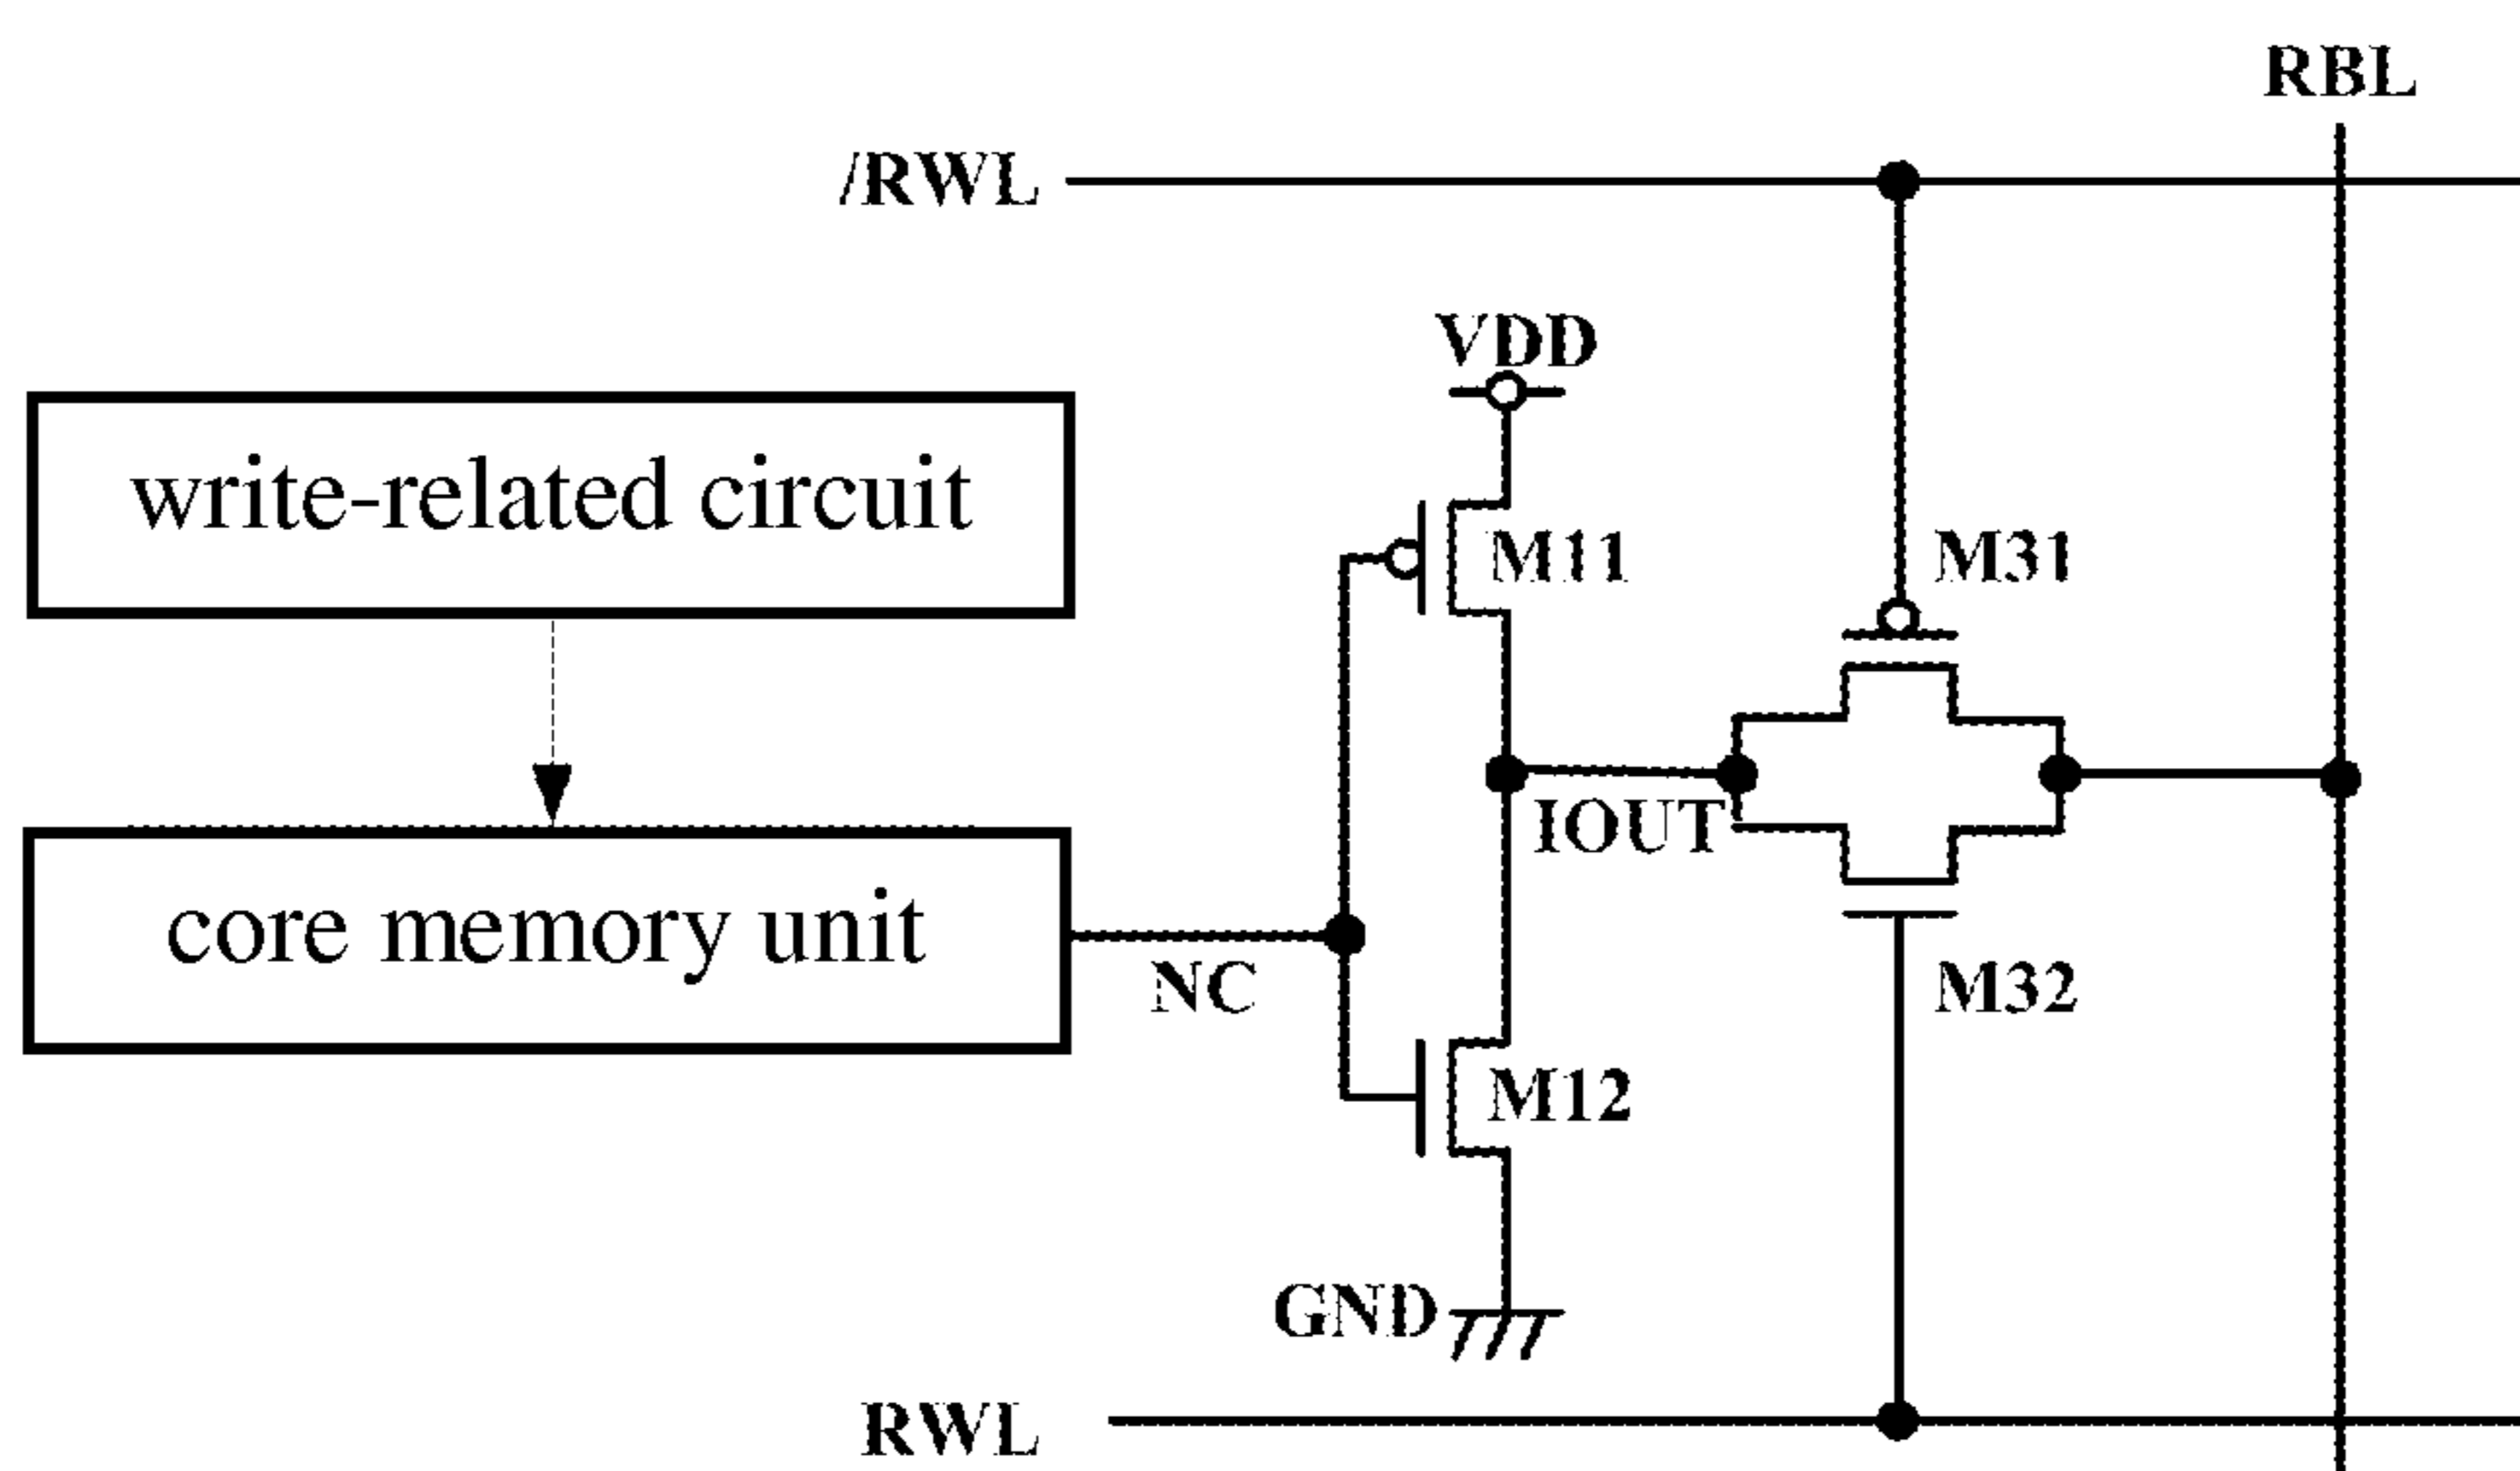 RBL
/RWL
VDD
write-related circuit
M11
M31
IOUT
core memory unit
NC
M32
M12
GND
RWL